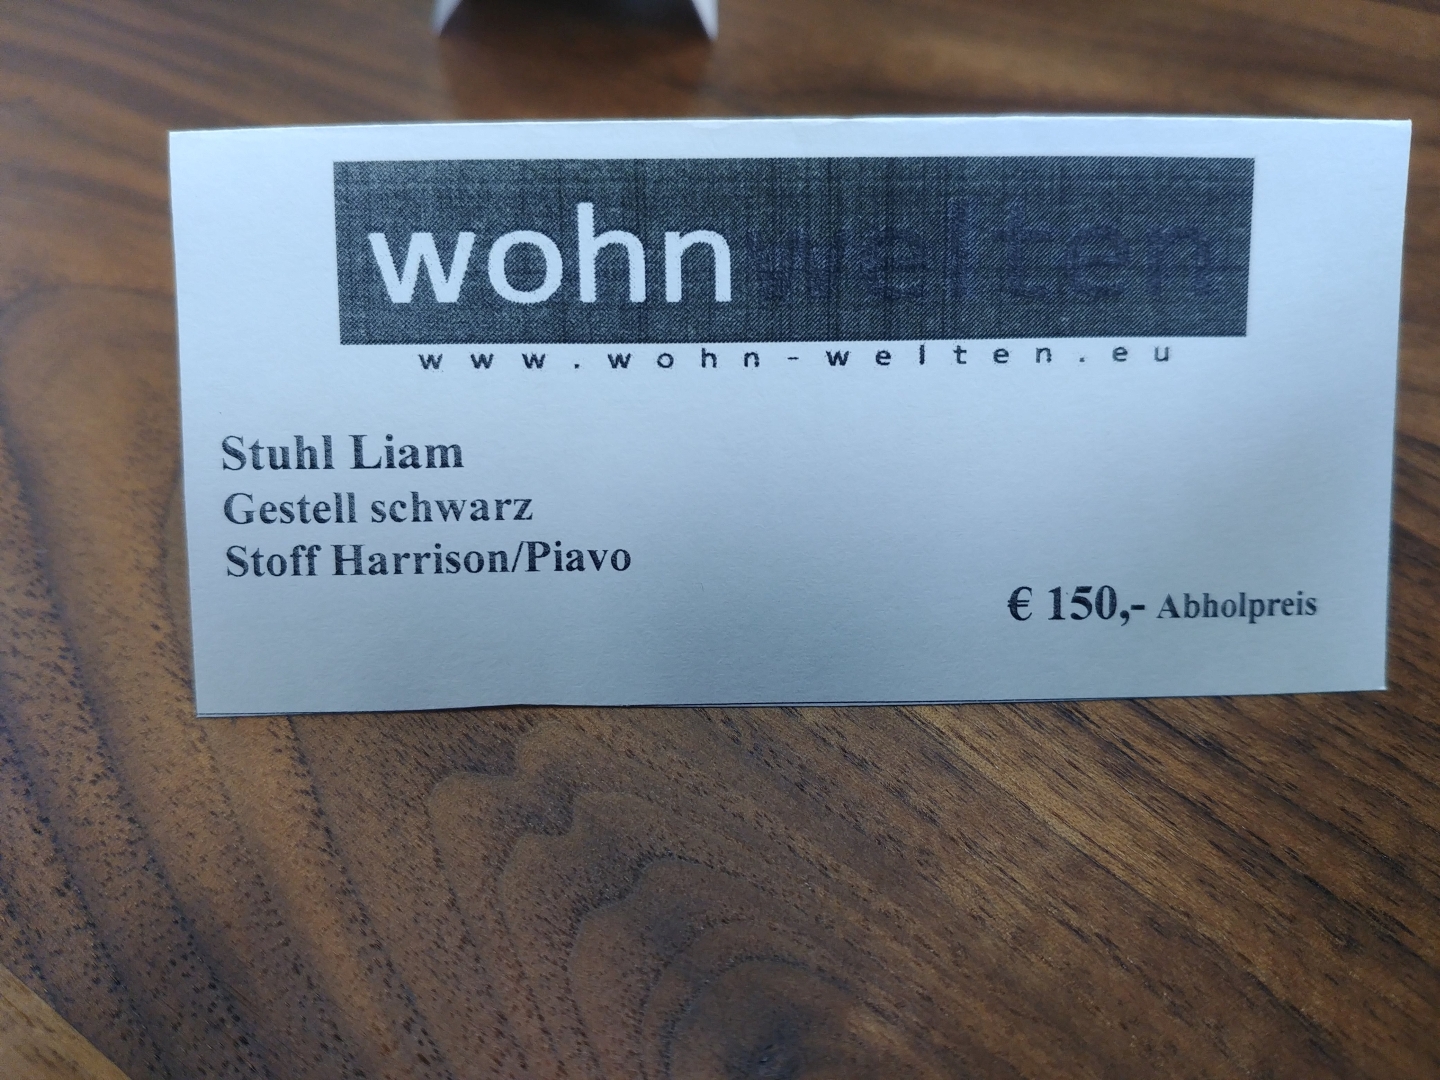 wohnwelten
www.wohn-welten.eu
Stuhl Liam
Gestell schwarz
Stoff Harrison/Piavo
€ 150,- Abholpreis